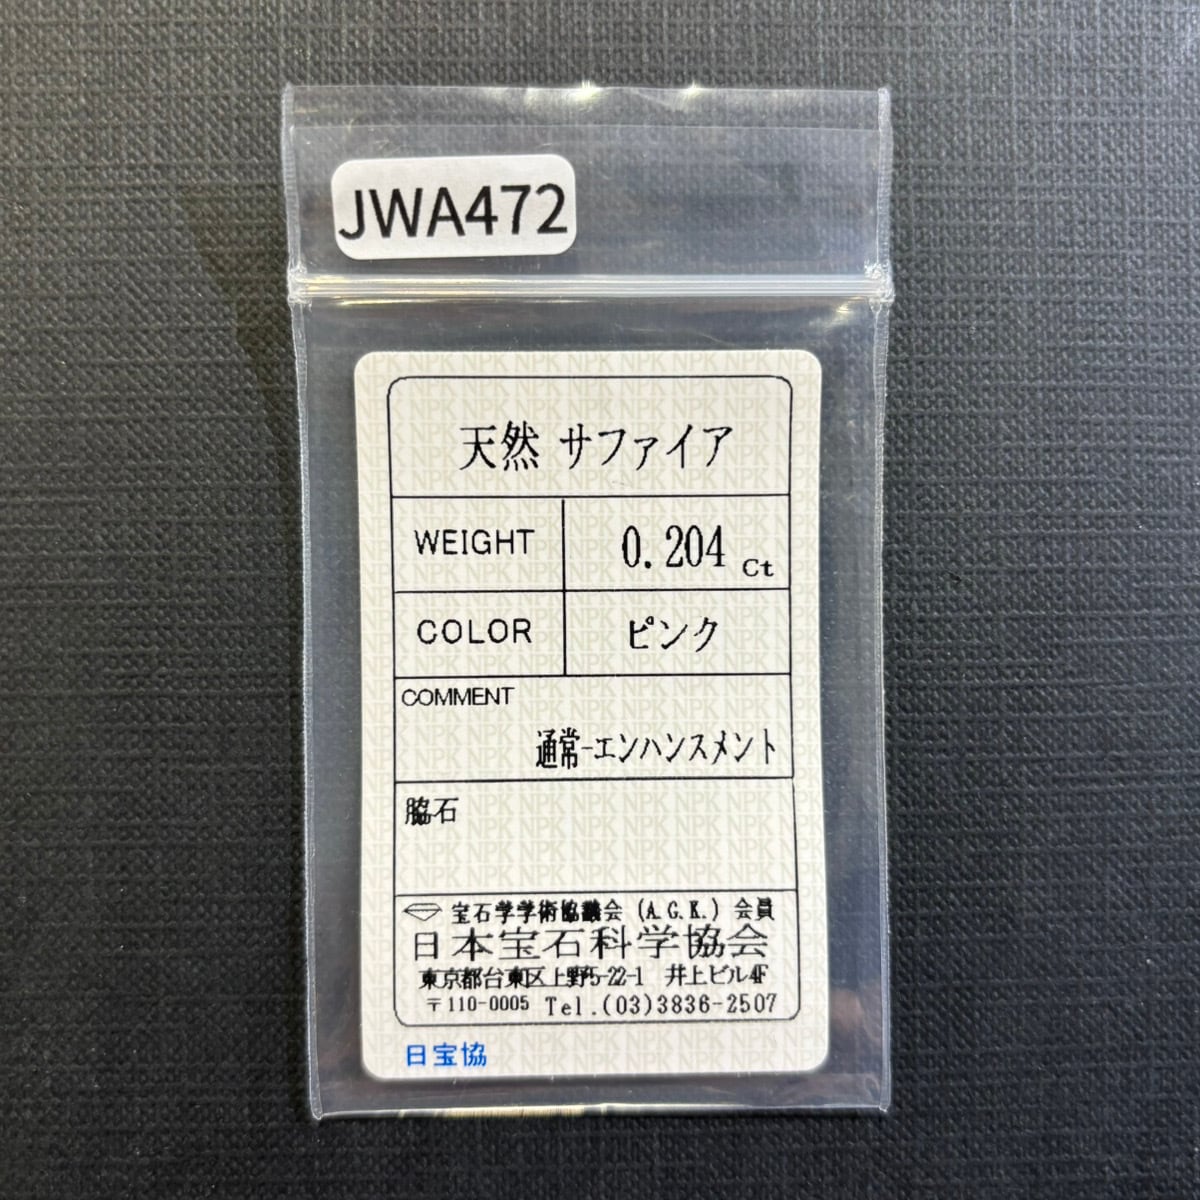 JWA472
天然 サファイア
WEIGHT 0.204 Ct
COLOR ピンク
COMMENT
通常-エンハンスメント
脇石
宝石学学術協議会 (A.G.K.) 会員
日本宝石科学協会
東京都台東区上野5-22-1 井上ビル4F
〒110-0005 Tel.(03)3836-2507
日宝協